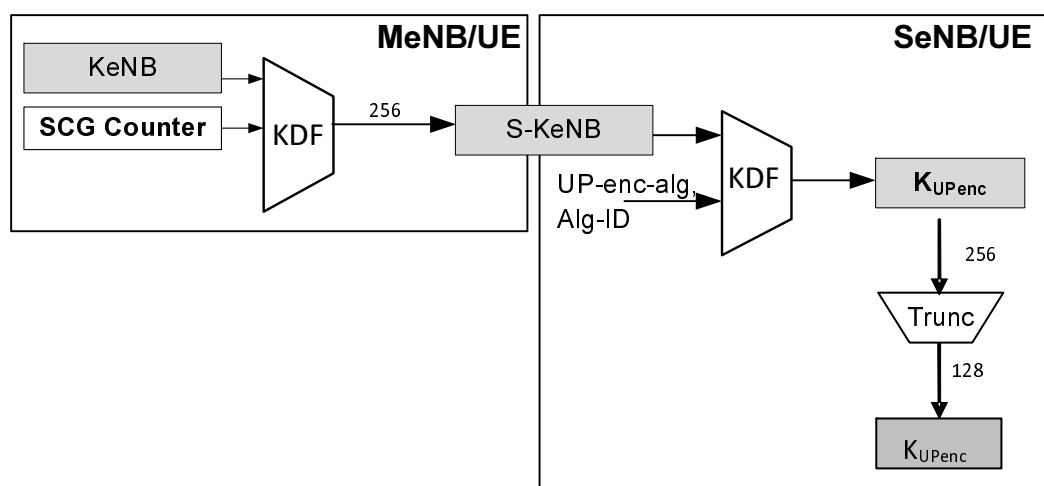 MeNB/UE
KeNB
SCG Counter
KDF
256
S-KeNB
SeNB/UE
UP-enc-alg,
Alg-ID
KDF
KUPenc
256
Trunc
128
KUPenc